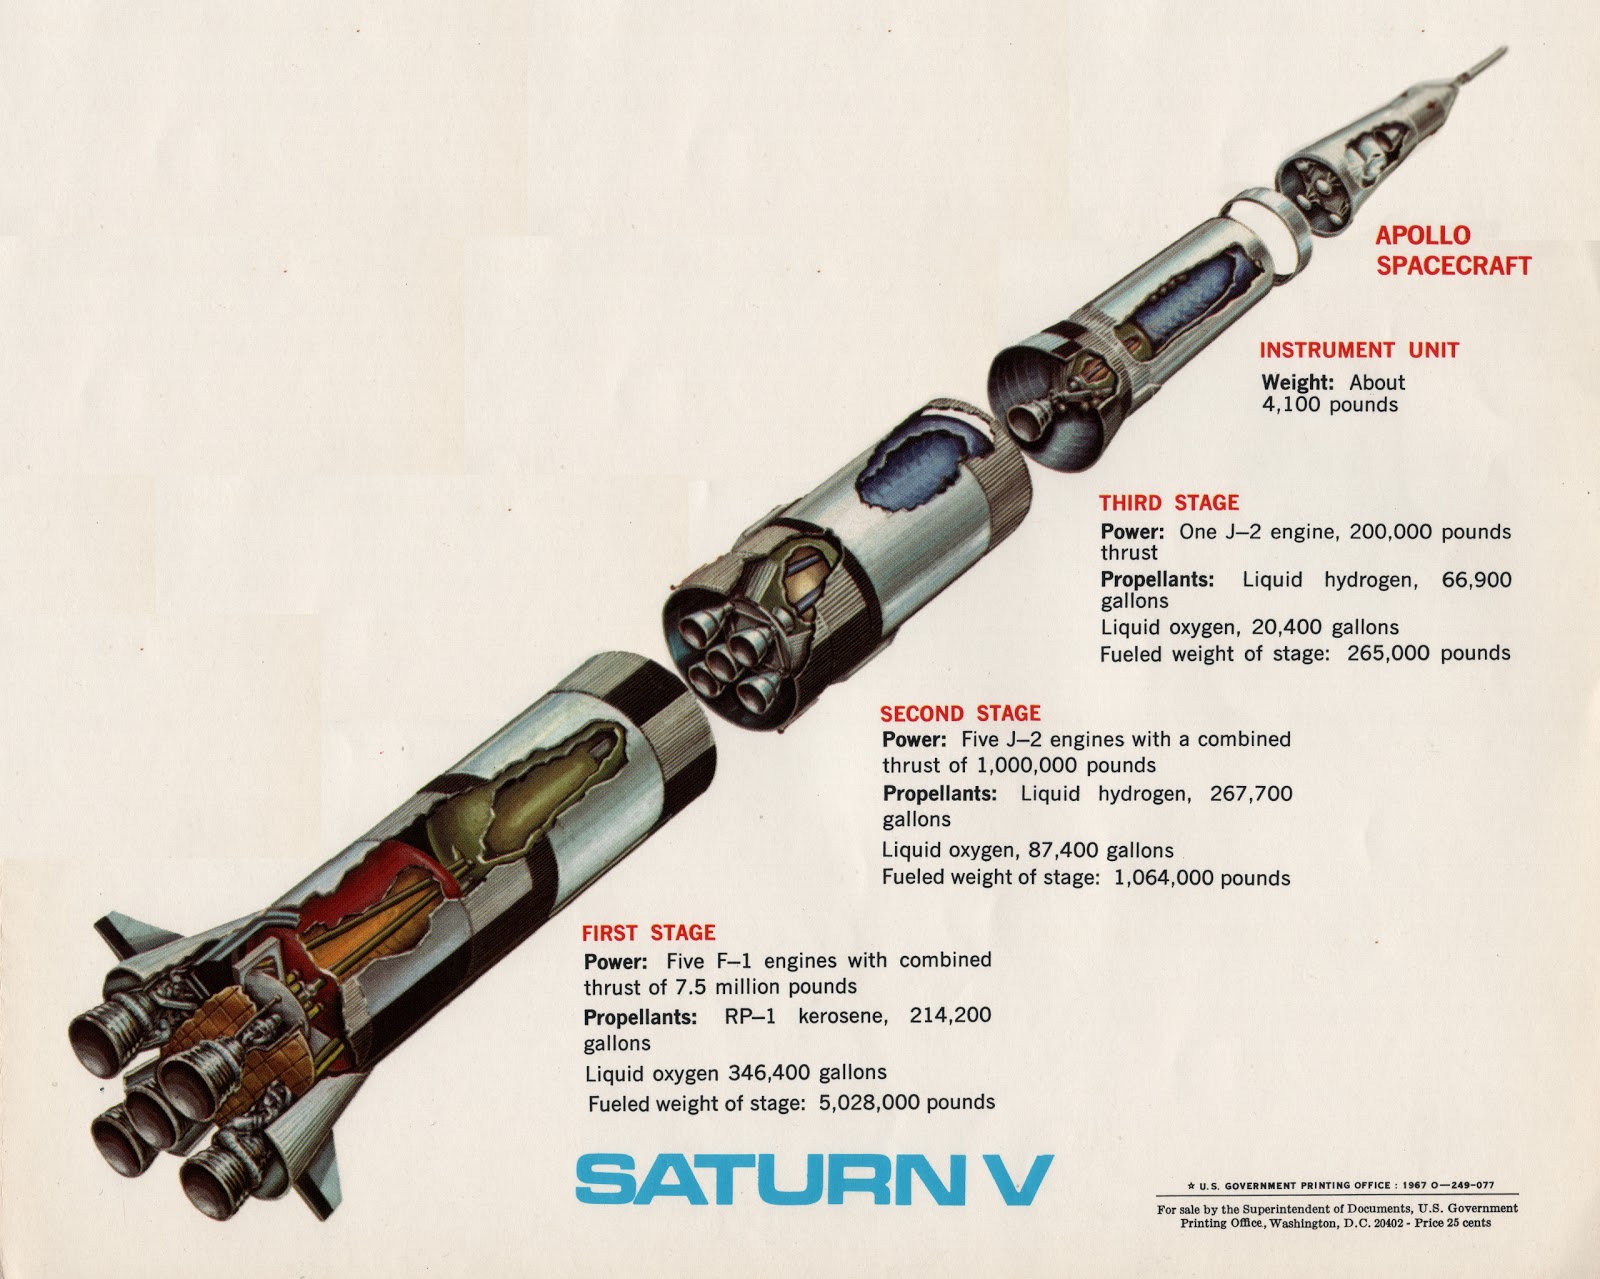 APOLLO
SPACECRAFT
INSTRUMENT UNIT
Weight: About
4,100 pounds
THIRD STAGE
Power: One J–2 engine, 200,000 pounds
thrust
Propellants: Liquid hydrogen, 66,900
gallons
Liquid oxygen, 20,400 gallons
Fueled weight of stage: 265,000 pounds
SECOND STAGE
Power: Five J–2 engines with a combined
thrust of 1,000,000 pounds
Propellants: Liquid hydrogen, 267,700
gallons
Liquid oxygen, 87,400 gallons
Fueled weight of stage: 1,064,000 pounds
FIRST STAGE
Power: Five F–1 engines with combined
thrust of 7.5 million pounds
Propellants: RP–1 kerosene, 214,200
gallons
Liquid oxygen 346,400 gallons
Fueled weight of stage: 5,028,000 pounds
SATURN V
☆ U.S. GOVERNMENT PRINTING OFFICE : 1967 O—249-077
For sale by the Superintendent of Documents, U.S. Government
Printing Office, Washington, D.C. 20402 - Price 25 cents